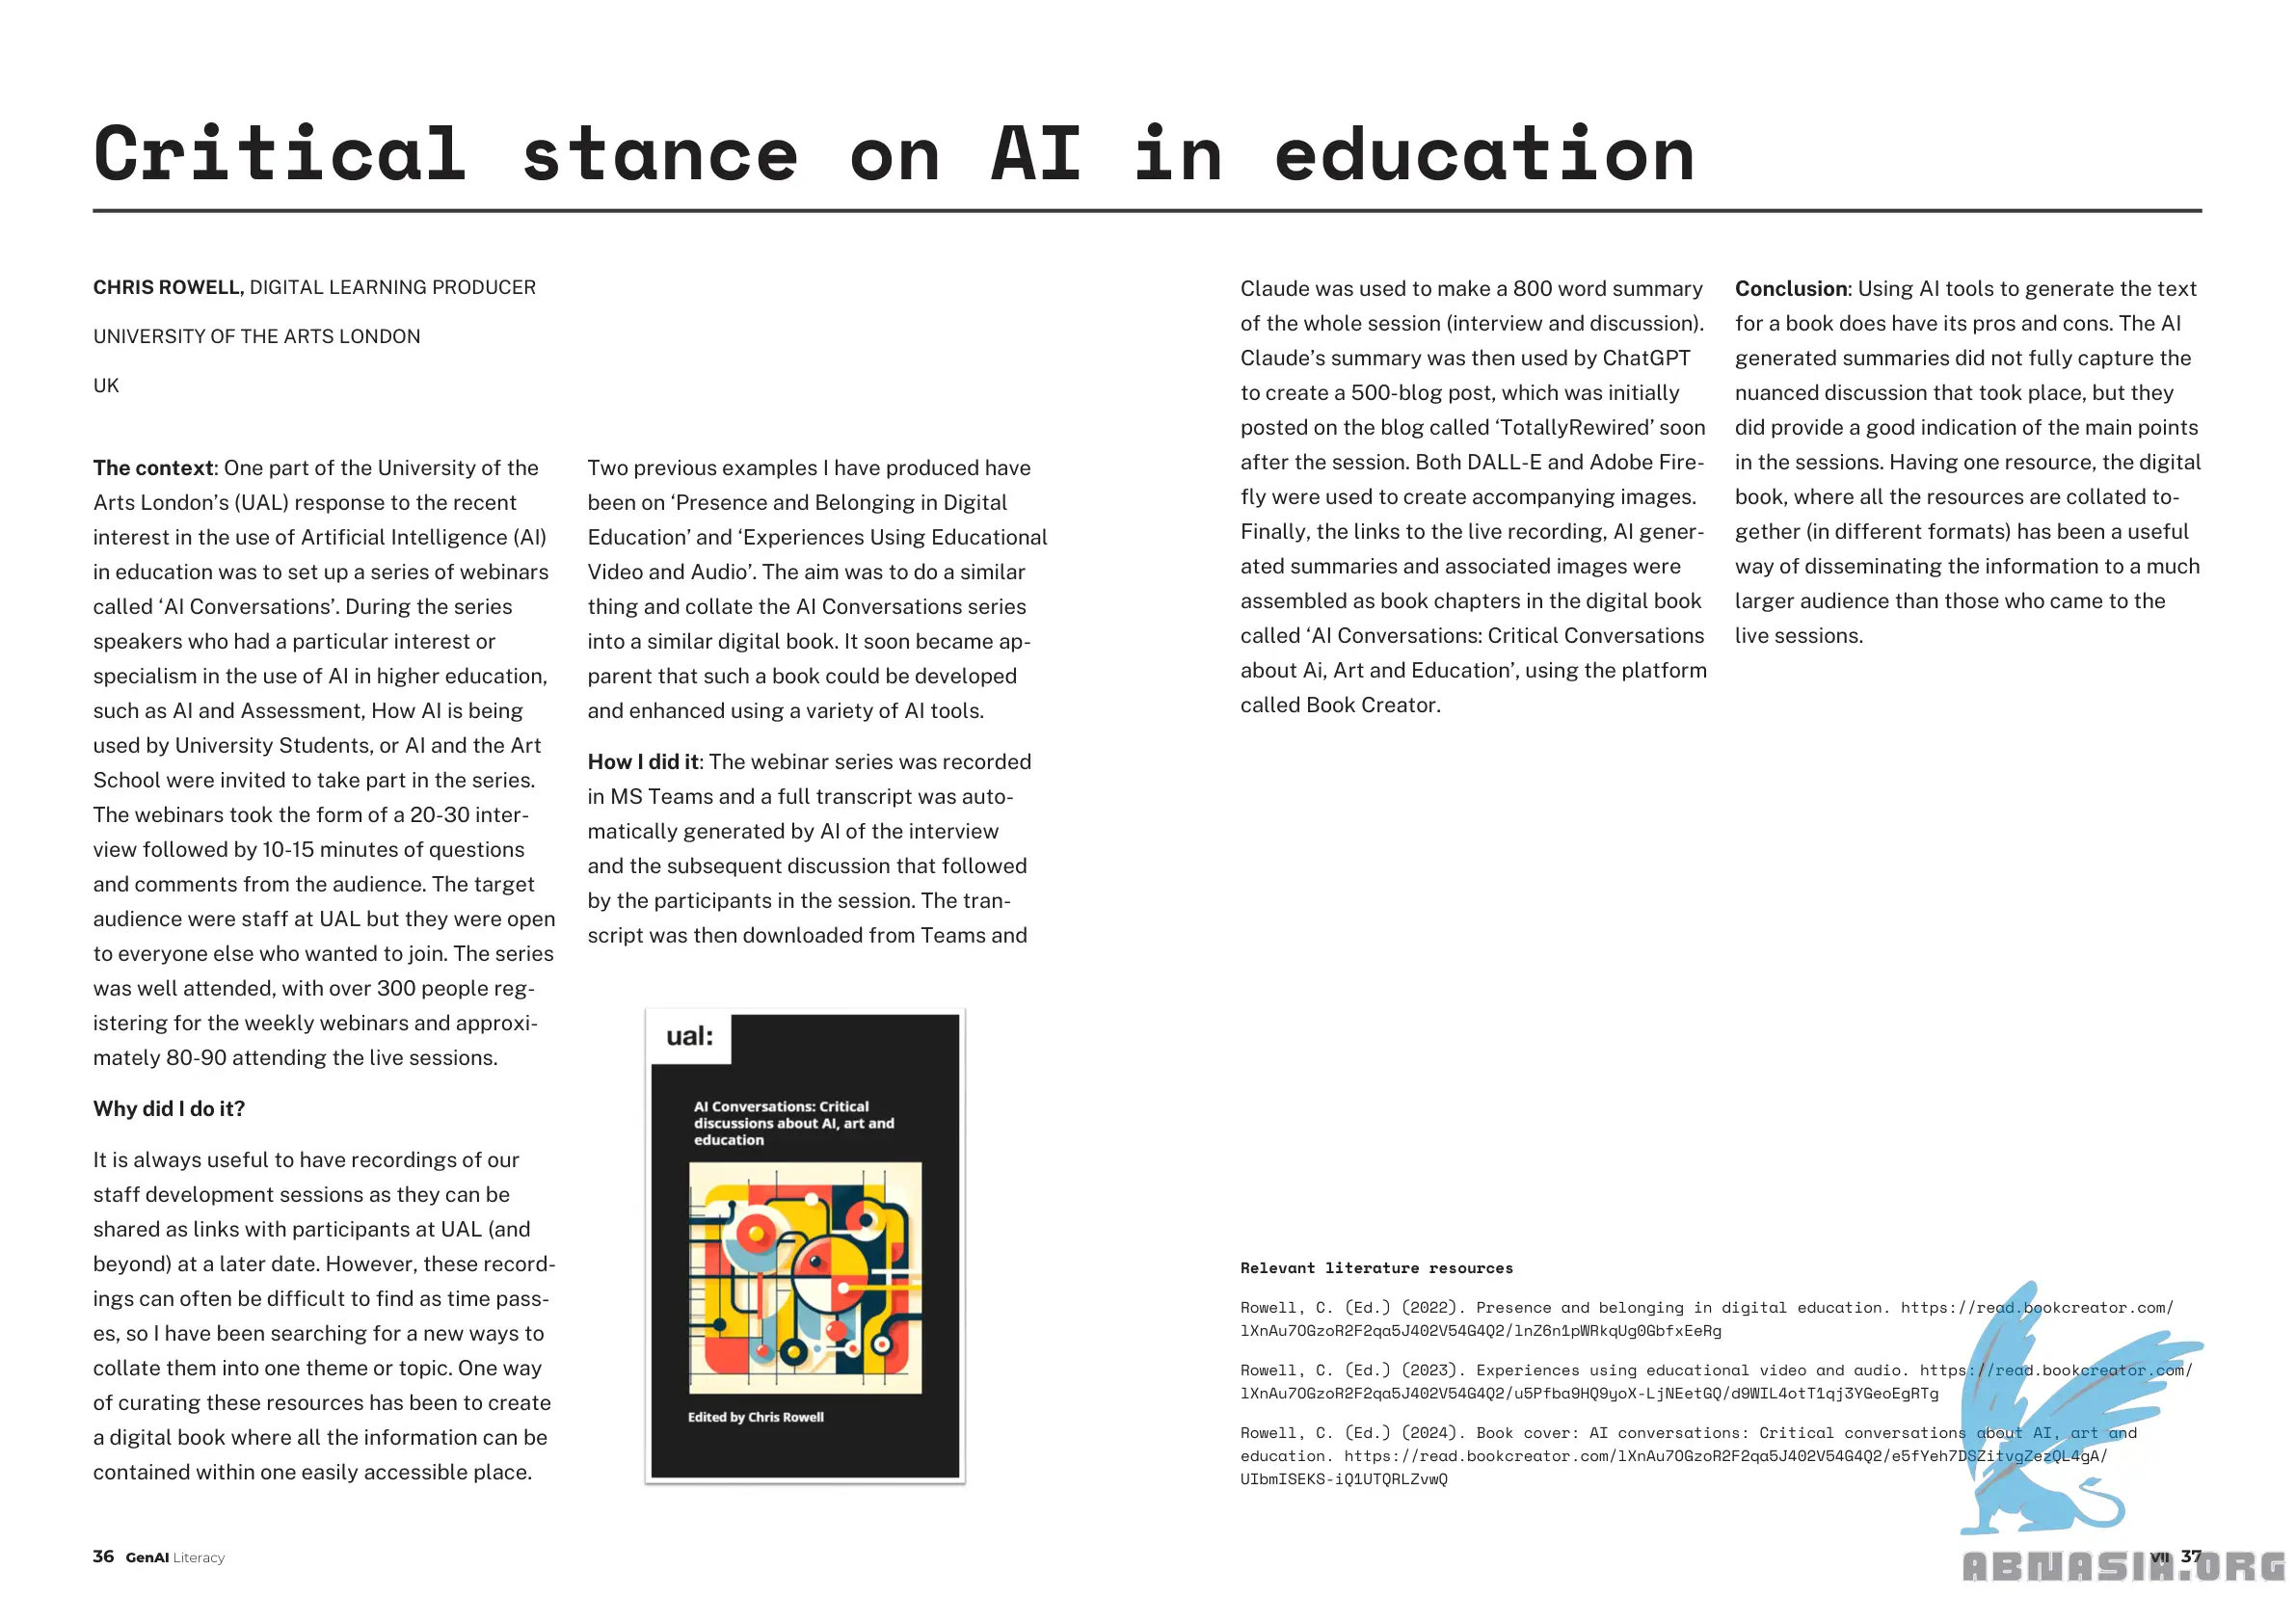 Critical stance on AI in education
CHRIS ROWELL, DIGITAL LEARNING PRODUCER
UNIVERSITY OF THE ARTS LONDON
UK
The context: One part of the University of the
Arts London's (UAL) response to the recent
interest in the use of Artificial Intelligence (AI)
in education was to set up a series of webinars
called ‘AI Conversations’. During the series
speakers who had a particular interest or
specialism in the use of AI in higher education,
such as AI and Assessment, How AI is being
used by University Students, or AI and the Art
School were invited to take part in the series.
The webinars took the form of a 20-30 inter-
view followed by 10-15 minutes of questions
and comments from the audience. The target
audience were staff at UAL but they were open
to everyone else who wanted to join. The series
was well attended, with over 300 people reg-
istering for the weekly webinars and approxi-
mately 80-90 attending the live sessions.
Why did I do it?
It is always useful to have recordings of our
staff development sessions as they can be
shared as links with participants at UAL (and
beyond) at a later date. However, these record-
ings can often be difficult to find as time pass-
es, so I have been searching for a new ways to
collate them into one theme or topic. One way
of curating these resources has been to create
a digital book where all the information can be
contained within one easily accessible place.
Two previous examples I have produced have
been on ‘Presence and Belonging in Digital
Education’ and ‘Experiences Using Educational
Video and Audio’. The aim was to do a similar
thing and collate the AI Conversations series
into a similar digital book. It soon became ap-
parent that such a book could be developed
and enhanced using a variety of AI tools.
How I did it: The webinar series was recorded
in MS Teams and a full transcript was auto-
matically generated by AI of the interview
and the subsequent discussion that followed
by the participants in the session. The tran-
script was then downloaded from Teams and
ual:
AI Conversations: Critical
discussions about AI, art and
education
Edited by Chris Rowell
Claude was used to make a 800 word summary
of the whole session (interview and discussion).
Claude’s summary was then used by ChatGPT
to create a 500-blog post, which was initially
posted on the blog called ‘TotallyRewired’ soon
after the session. Both DALL-E and Adobe Fire-
fly were used to create accompanying images.
Finally, the links to the live recording, AI gener-
ated summaries and associated images were
assembled as book chapters in the digital book
called ‘AI Conversations: Critical Conversations
about Ai, Art and Education’, using the platform
called Book Creator.
Conclusion: Using AI tools to generate the text
for a book does have its pros and cons. The AI
generated summaries did not fully capture the
nuanced discussion that took place, but they
did provide a good indication of the main points
in the sessions. Having one resource, the digital
book, where all the resources are collated to-
gether (in different formats) has been a useful
way of disseminating the information to a much
larger audience than those who came to the
live sessions.
Relevant literature resources
Rowell, C. (Ed.) (2022). Presence and belonging in digital education. https://read.bookcreator.com/
lXnAu7OGzoR2F2qa5J402V54G4Q2/lnZ6n1pWRkqUg0GbfxEeRg
Rowell, C. (Ed.) (2023). Experiences using educational video and audio. https://read.bookcreator.com/
lXnAu7OGzoR2F2qa5J402V54G4Q2/u5Pfba9HQ9yoX-LjNEetGQ/d9WIL4otT1qj3YGeoEgRTg
Rowell, C. (Ed.) (2024). Book cover: AI conversations: Critical conversations about AI, art and
education. https://read.bookcreator.com/lXnAu7OGzoR2F2qa5J402V54G4Q2/e5fYeh7DSZitvgZezQL4gA/
UIbmISEKS-iQ1UTQRLZvwQ
36 GenAI Literacy
VII 37
ABNASIA.ORG